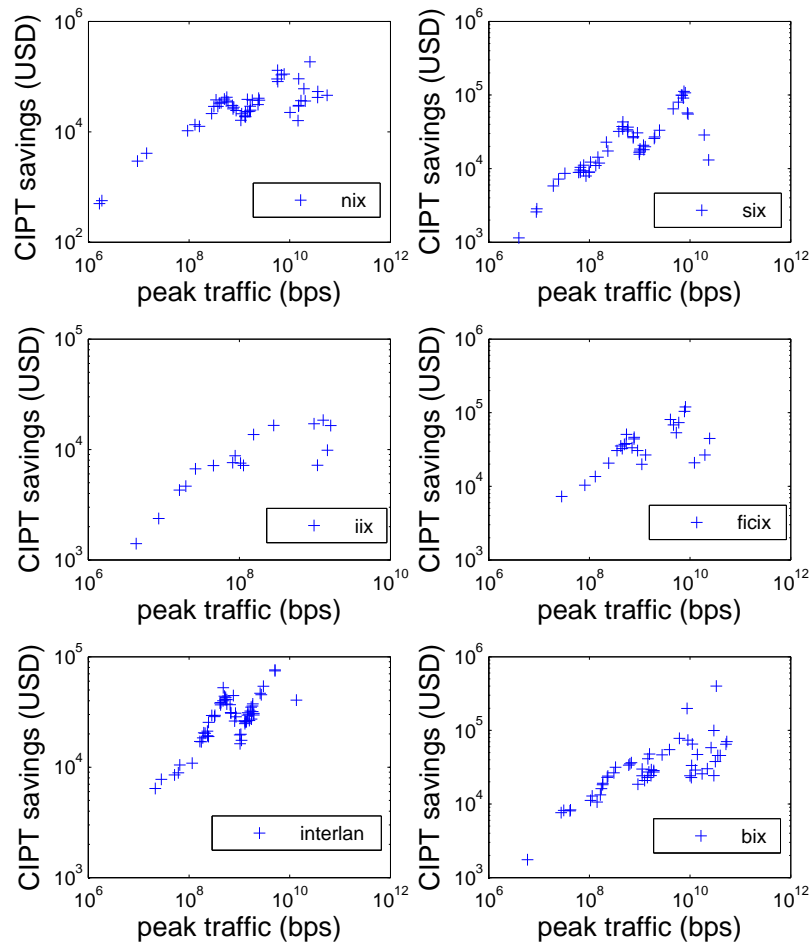 10^6
10^4
10^2
CIPT savings (USD)
nix
10^6 10^8 10^10 10^12
peak traffic (bps)
10^6
10^5
10^4
10^3
CIPT savings (USD)
six
10^6 10^8 10^10 10^12
peak traffic (bps)
10^5
10^4
10^3
CIPT savings (USD)
iix
10^6 10^8 10^10
peak traffic (bps)
10^6
10^5
10^4
10^3
CIPT savings (USD)
ficix
10^6 10^8 10^10 10^12
peak traffic (bps)
10^5
10^4
10^3
CIPT savings (USD)
interlan
10^6 10^8 10^10 10^12
peak traffic (bps)
10^6
10^5
10^4
10^3
CIPT savings (USD)
bix
10^6 10^8 10^10 10^12
peak traffic (bps)